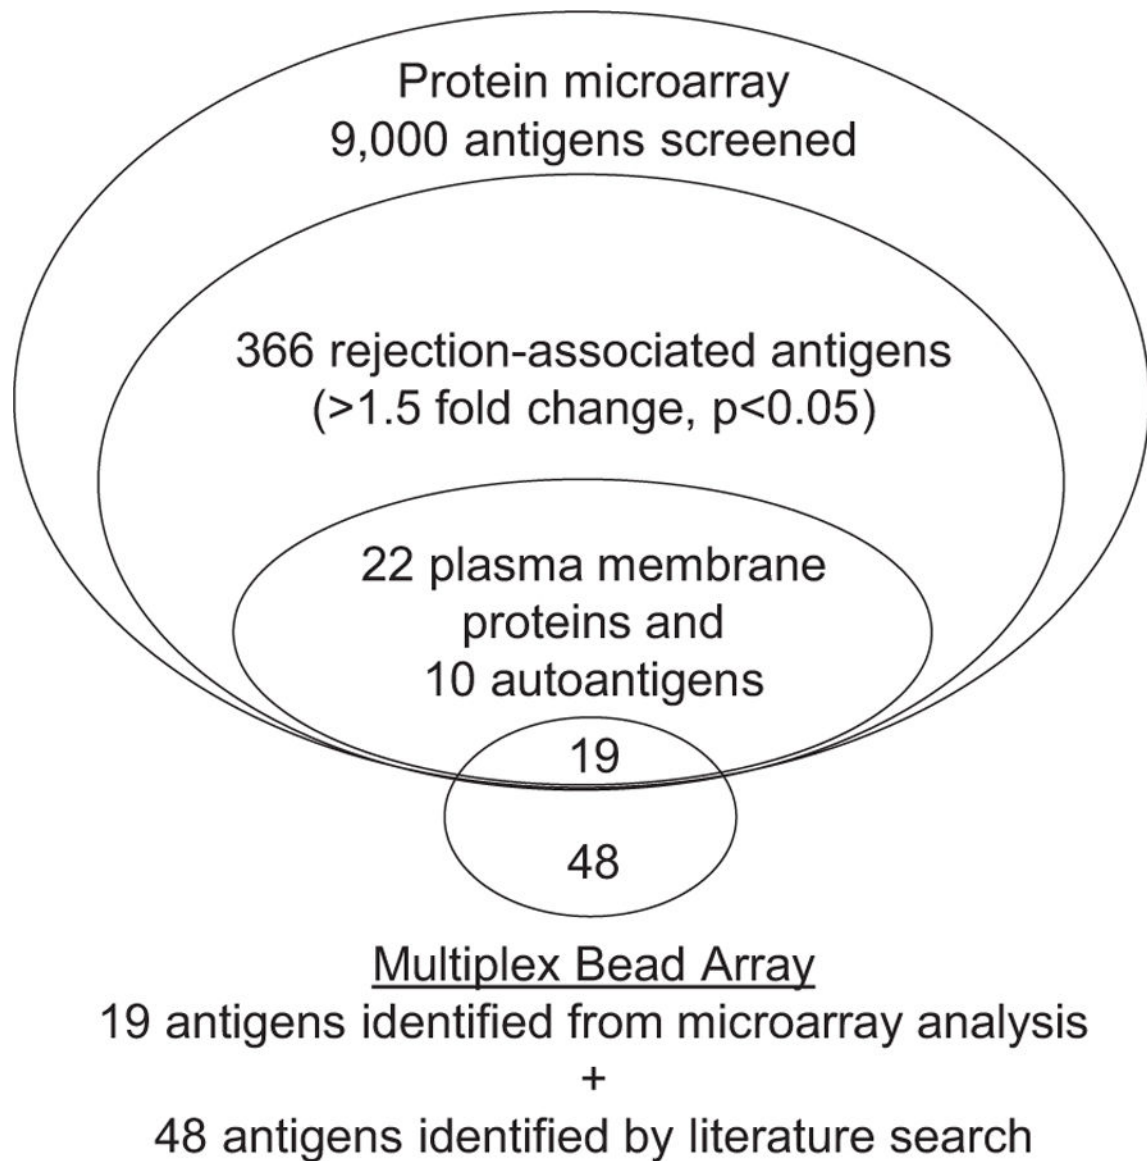 Protein microarray
9,000 antigens screened
366 rejection-associated antigens
(>1.5 fold change, p<0.05)
22 plasma membrane
proteins and
10 autoantigens
19
48
Multiplex Bead Array
19 antigens identified from microarray analysis
+
48 antigens identified by literature search